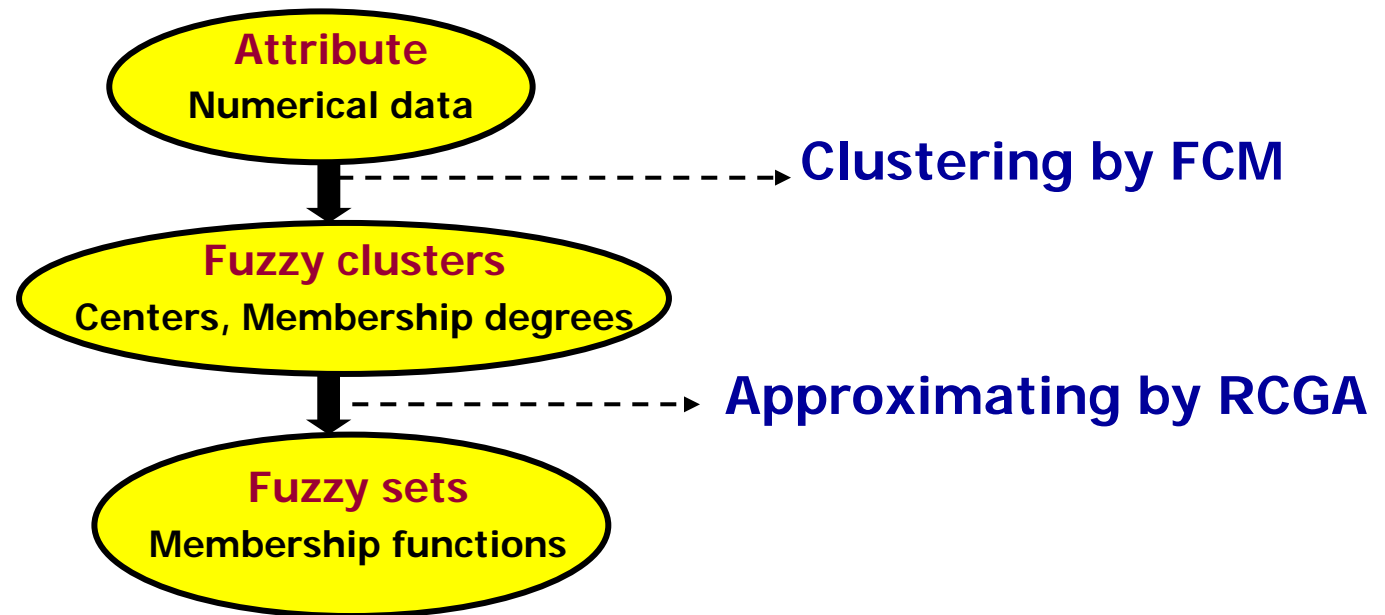 Attribute
Numerical data
Clustering by FCM
Fuzzy clusters
Centers, Membership degrees
Approximating by RCGA
Fuzzy sets
Membership functions